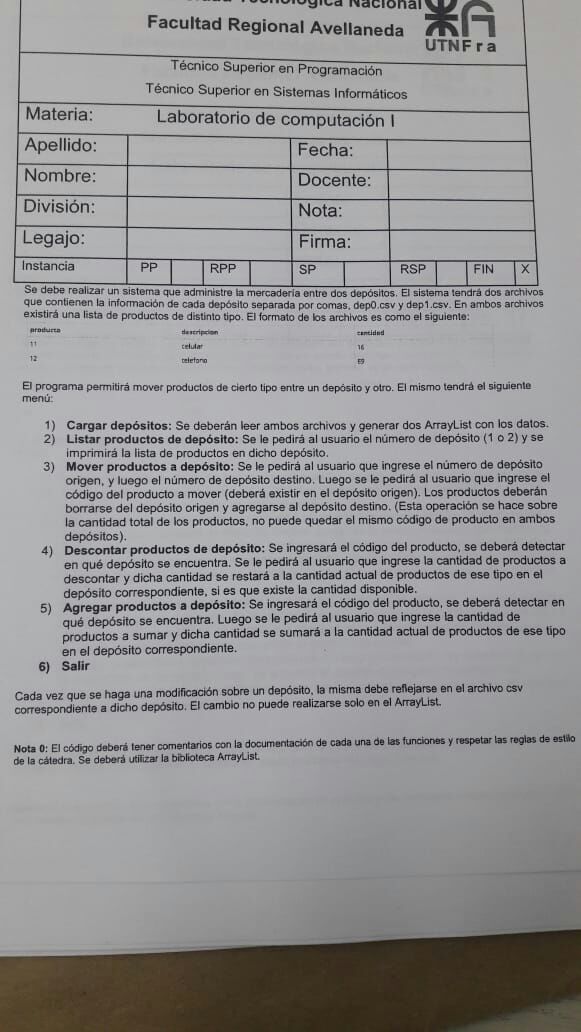 Nacional
Facultad Regional Avellaneda
UTNFra
Técnico Superior en Programación
Técnico Superior en Sistemas Informáticos
Materia: Laboratorio de computación I
Apellido: Fecha:
Nombre: Docente:
División: Nota:
Legajo: Firma:
Instancia PP RPP SP RSP FIN X
Se debe realizar un sistema que administre la mercadería entre dos depósitos. El sistema tendrá dos archivos
que contienen la información de cada depósito separada por comas, dep0.csv y dep1.csv. En ambos archivos
existirá una lista de productos de distinto tipo. El formato de los archivos es como el siguiente:
producto descripcion cantidad
11 celular 16
12 telefono 59
El programa permitirá mover productos de cierto tipo entre un depósito y otro. El mismo tendrá el siguiente
menú:
1) Cargar depósitos: Se deberán leer ambos archivos y generar dos ArrayList con los datos.
2) Listar productos de depósito: Se le pedirá al usuario el número de depósito (1 o 2) y se
imprimirá la lista de productos en dicho depósito.
3) Mover productos a depósito: Se le pedirá al usuario que ingrese el número de depósito
origen, y luego el número de depósito destino. Luego se le pedirá al usuario que ingrese el
código del producto a mover (deberá existir en el depósito origen). Los productos deberán
borrarse del depósito origen y agregarse al depósito destino. (Esta operación se hace sobre
la cantidad total de los productos, no puede quedar el mismo código de producto en ambos
depósitos).
4) Descontar productos de depósito: Se ingresará el código del producto, se deberá detectar
en qué depósito se encuentra. Se le pedirá al usuario que ingrese la cantidad de productos a
descontar y dicha cantidad se restará a la cantidad actual de productos de ese tipo en el
depósito correspondiente, si es que existe la cantidad disponible.
5) Agregar productos a depósito: Se ingresará el código del producto, se deberá detectar en
qué depósito se encuentra. Luego se le pedirá al usuario que ingrese la cantidad de
productos a sumar y dicha cantidad se sumará a la cantidad actual de productos de ese tipo
en el depósito correspondiente.
6) Salir
Cada vez que se haga una modificación sobre un depósito, la misma debe reflejarse en el archivo csv
correspondiente a dicho depósito. El cambio no puede realizarse solo en el ArrayList.
Nota 0: El código deberá tener comentarios con la documentación de cada una de las funciones y respetar las reglas de estilo
de la cátedra. Se deberá utilizar la biblioteca ArrayList.